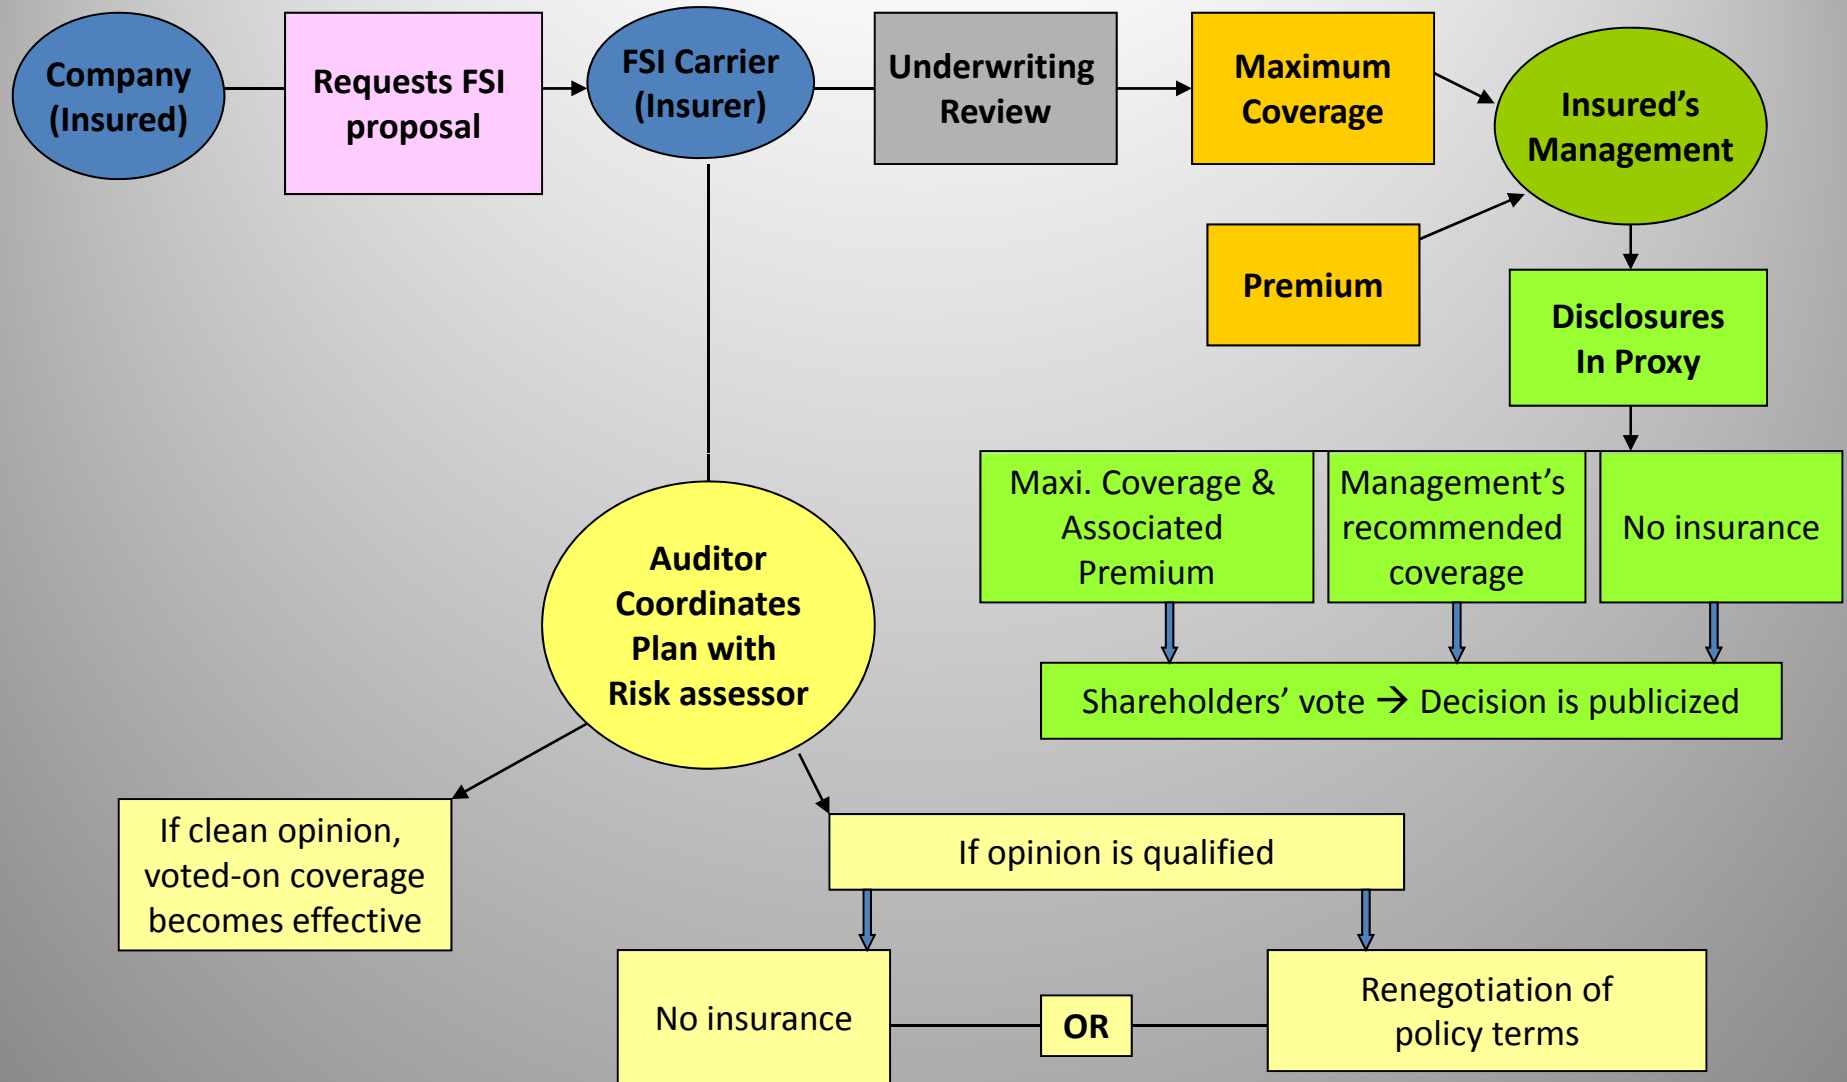 Company
(Insured)
Requests FSI
proposal
FSI Carrier
(Insurer)
Underwriting
Review
Maximum
Coverage
Insured’s
Management
Premium
Disclosures
In Proxy
Maxi. Coverage &
Associated
Premium
Management’s
recommended
coverage
No insurance
Shareholders’ vote → Decision is publicized
Auditor
Coordinates
Plan with
Risk assessor
If clean opinion,
voted-on coverage
becomes effective
If opinion is qualified
No insurance
OR
Renegotiation of
policy terms